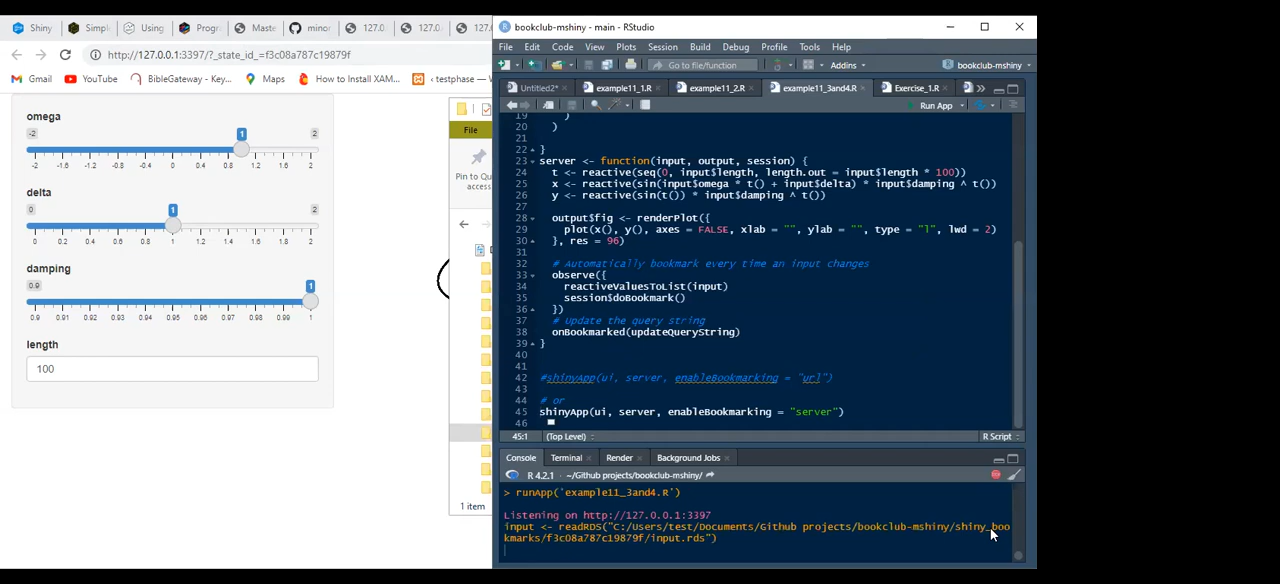 Shiny
Simpl
Using
Progr
Maste
minor
127.0
127.0
127.0
http://127.0.0.1:3397/?_state_id_=f3c08a787c19879f
Gmail
YouTube
BibleGateway - Key...
Maps
How to Install XAM...
‹ testphase · Testin
omega
-2
1
2
-2 -1.6 -1.2 -0.8 -0.4 0 0.4 0.8 1.2 1.6 2
delta
0
1
2
0 0.2 0.4 0.6 0.8 1 1.2 1.4 1.6 1.8 2
damping
0.9
1
0.9 0.91 0.92 0.93 0.94 0.95 0.96 0.97 0.98 0.99 1
length
100
File
Pin to Qu
access
1 item
bookclub-mshiny - main - RStudio
File Edit Code View Plots Session Build Debug Profile Tools Help
Go to file/function
Addins
bookclub-mshiny
Untitled2*
example11_1.R
example11_2.R
example11_3and4.R
Exercise_1.R
Run App
19 )
20 )
21
22 }
23 server <- function(input, output, session) {
24 t <- reactive(seq(0, input$length, length.out = input$length * 100))
25 x <- reactive(sin(input$omega * t() + input$delta) * input$damping ^ t())
26 y <- reactive(sin(t()) * input$damping ^ t())
27
28 output$fig <- renderPlot({
29 plot(x(), y(), axes = FALSE, xlab = "", ylab = "", type = "l", lwd = 2)
30 }, res = 96)
31
32 # Automatically bookmark every time an input changes
33 observe({
34 reactiveValuesToList(input)
35 session$doBookmark()
36 })
37 # Update the query string
38 onBookmarked(updateQueryString)
39 }
40
41
42 #shinyApp(ui, server, enableBookmarking = "url")
43
44 # or
45 shinyApp(ui, server, enableBookmarking = "server")
46
45:1 (Top Level) R Script
Console Terminal Render Background Jobs
R 4.2.1 · ~/Github projects/bookclub-mshiny/
> runApp('example11_3and4.R')
Listening on http://127.0.0.1:3397
input <- readRDS("C:/Users/test/Documents/Github projects/bookclub-mshiny/shiny_boo
kmarks/f3c08a787c19879f/input.rds")